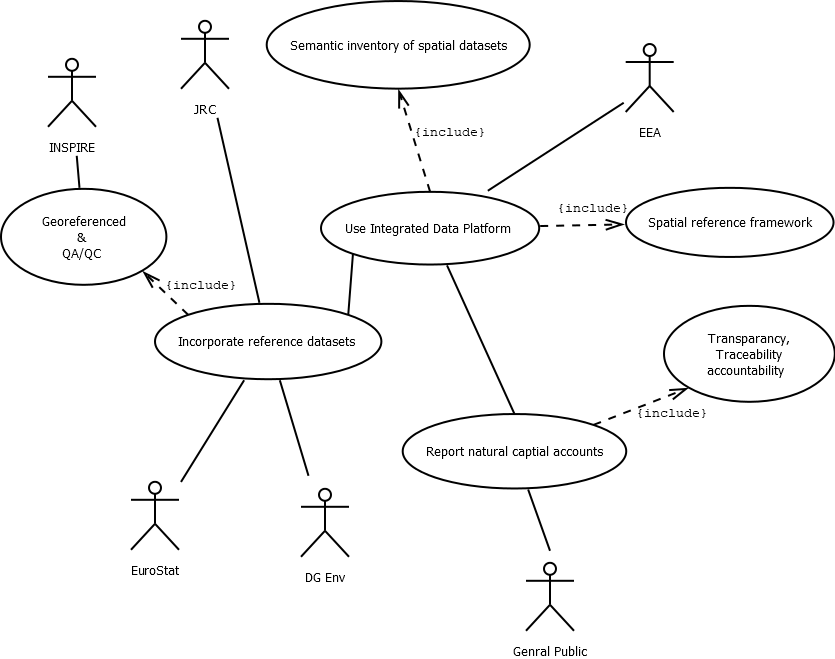 Semantic inventory of spatial datasets
JRC
EEA
{include}
INSPIRE
Georeferenced
&
QA/QC
Use Integrated Data Platform
{include}
Spatial reference framework
{include}
Incorporate reference datasets
Transparancy,
Traceability
accountability
{include}
Report natural captial accounts
EuroStat
DG Env
Genral Public